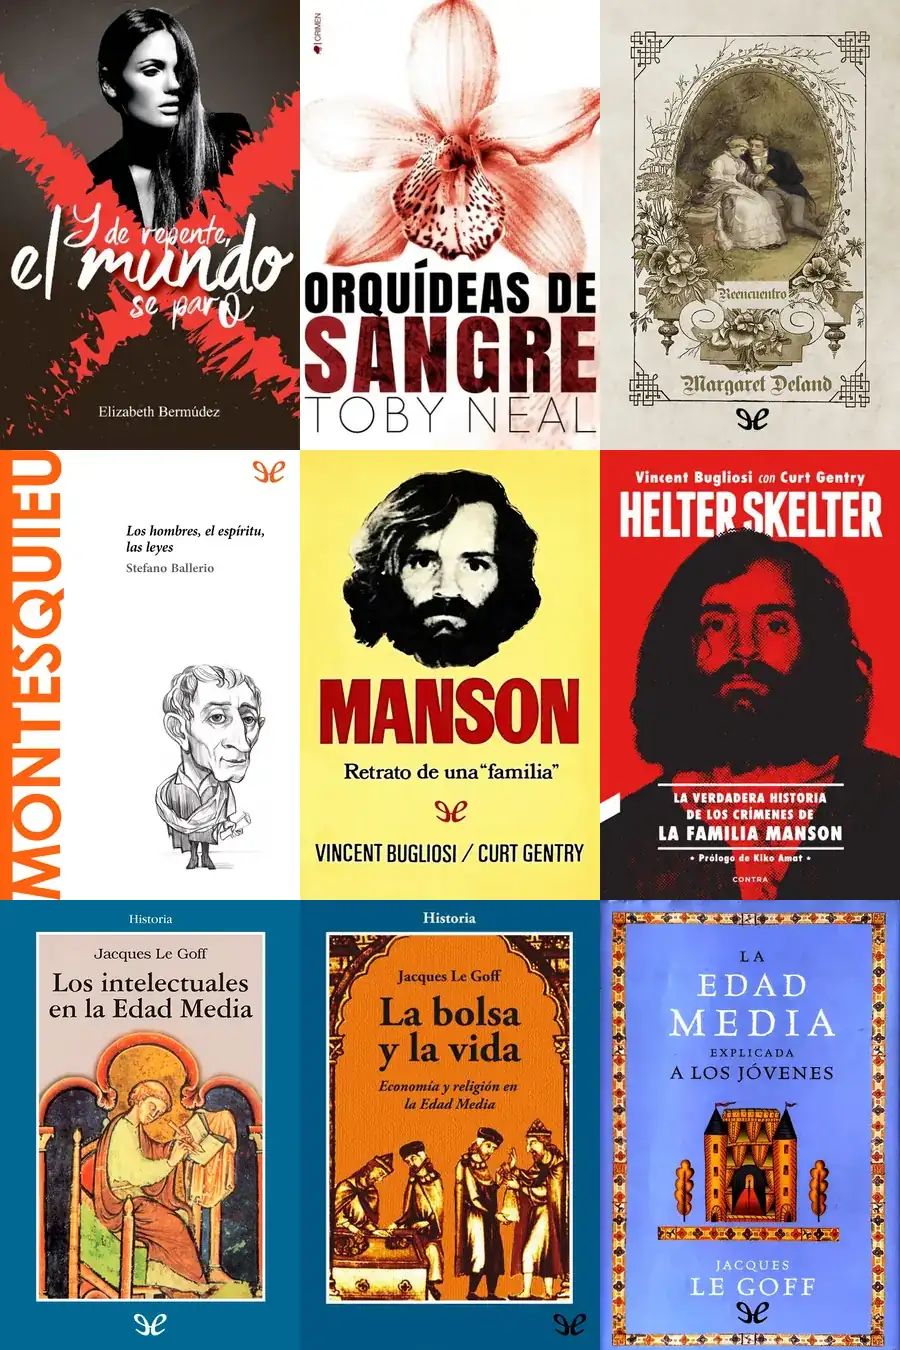 Y de repente,
el mundo
se paró
Elizabeth Bermúdez
CRIMEN
ORQUÍDEAS DE
SANGRE
TOBY NEAL
Reencuentro
Margaret Deland
MONTESQUIEU
Los hombres, el espíritu,
las leyes
Stefano Ballerio
MANSON
Retrato de una “familia”
VINCENT BUGLIOSI / CURT GENTRY
Vincent Bugliosi con Curt Gentry
HELTER SKELTER
LA VERDADERA HISTORIA
DE LOS CRÍMENES DE
LA FAMILIA MANSON
• Prólogo de Kiko Amat •
CONTRA
Historia
Jacques Le Goff
Los intelectuales
en la Edad Media
Historia
Jacques Le Goff
La bolsa
y la vida
Economía y religión en
la Edad Media
LA
EDAD
MEDIA
EXPLICADA
A LOS JÓVENES
JACQUES
LE GOFF